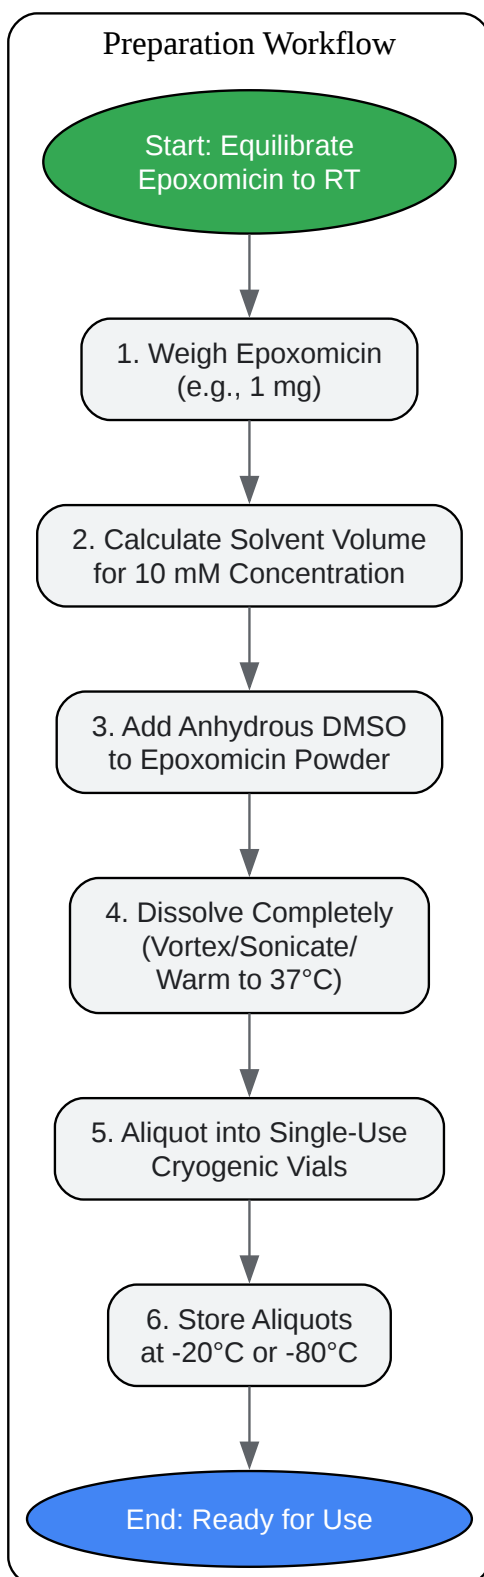 Preparation Workflow
Start: Equilibrate
Epoxomicin to RT
1. Weigh Epoxomicin
(e.g., 1 mg)
2. Calculate Solvent Volume
for 10 mM Concentration
3. Add Anhydrous DMSO
to Epoxomicin Powder
4. Dissolve Completely
(Vortex/Sonicate/
Warm to 37°C)
5. Aliquot into Single-Use
Cryogenic Vials
6. Store Aliquots
at -20°C or -80°C
End: Ready for Use